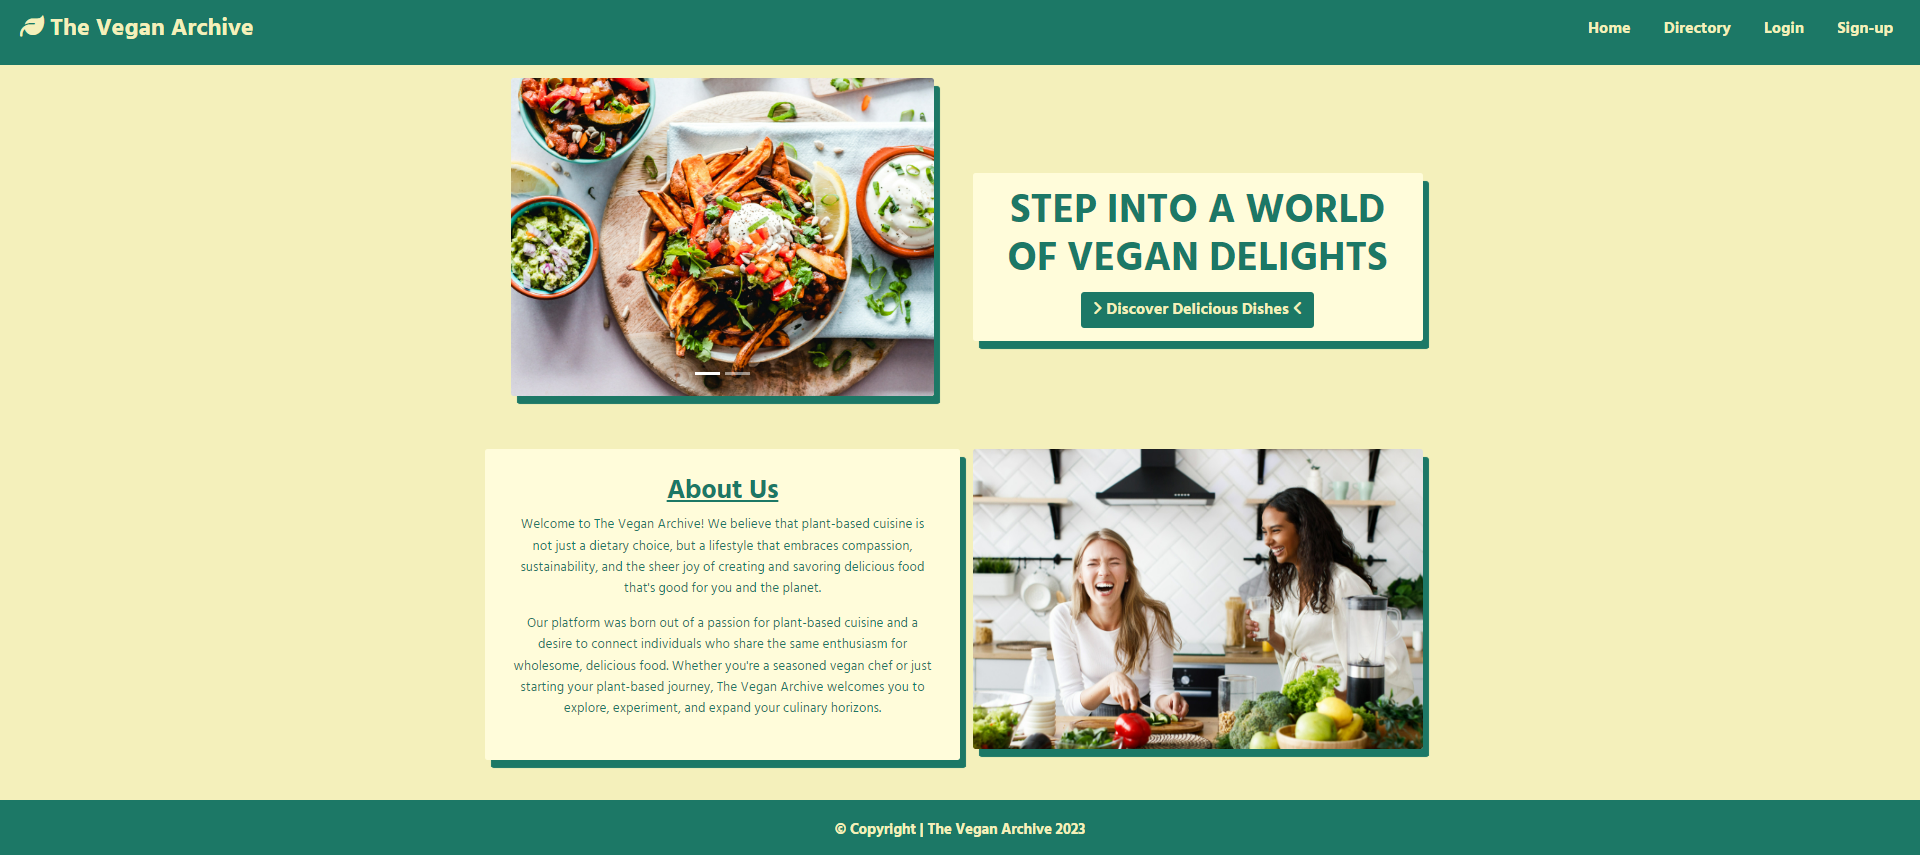 The Vegan Archive
Home Directory Login Sign-up
STEP INTO A WORLD
OF VEGAN DELIGHTS
Discover Delicious Dishes
About Us
Welcome to The Vegan Archive! We believe that plant-based cuisine is
not just a dietary choice, but a lifestyle that embraces compassion,
sustainability, and the sheer joy of creating and savoring delicious food
that's good for you and the planet.
Our platform was born out of a passion for plant-based cuisine and a
desire to connect individuals who share the same enthusiasm for
wholesome, delicious food. Whether you're a seasoned vegan chef or just
starting your plant-based journey, The Vegan Archive welcomes you to
explore, experiment, and expand your culinary horizons.
© Copyright | The Vegan Archive 2023